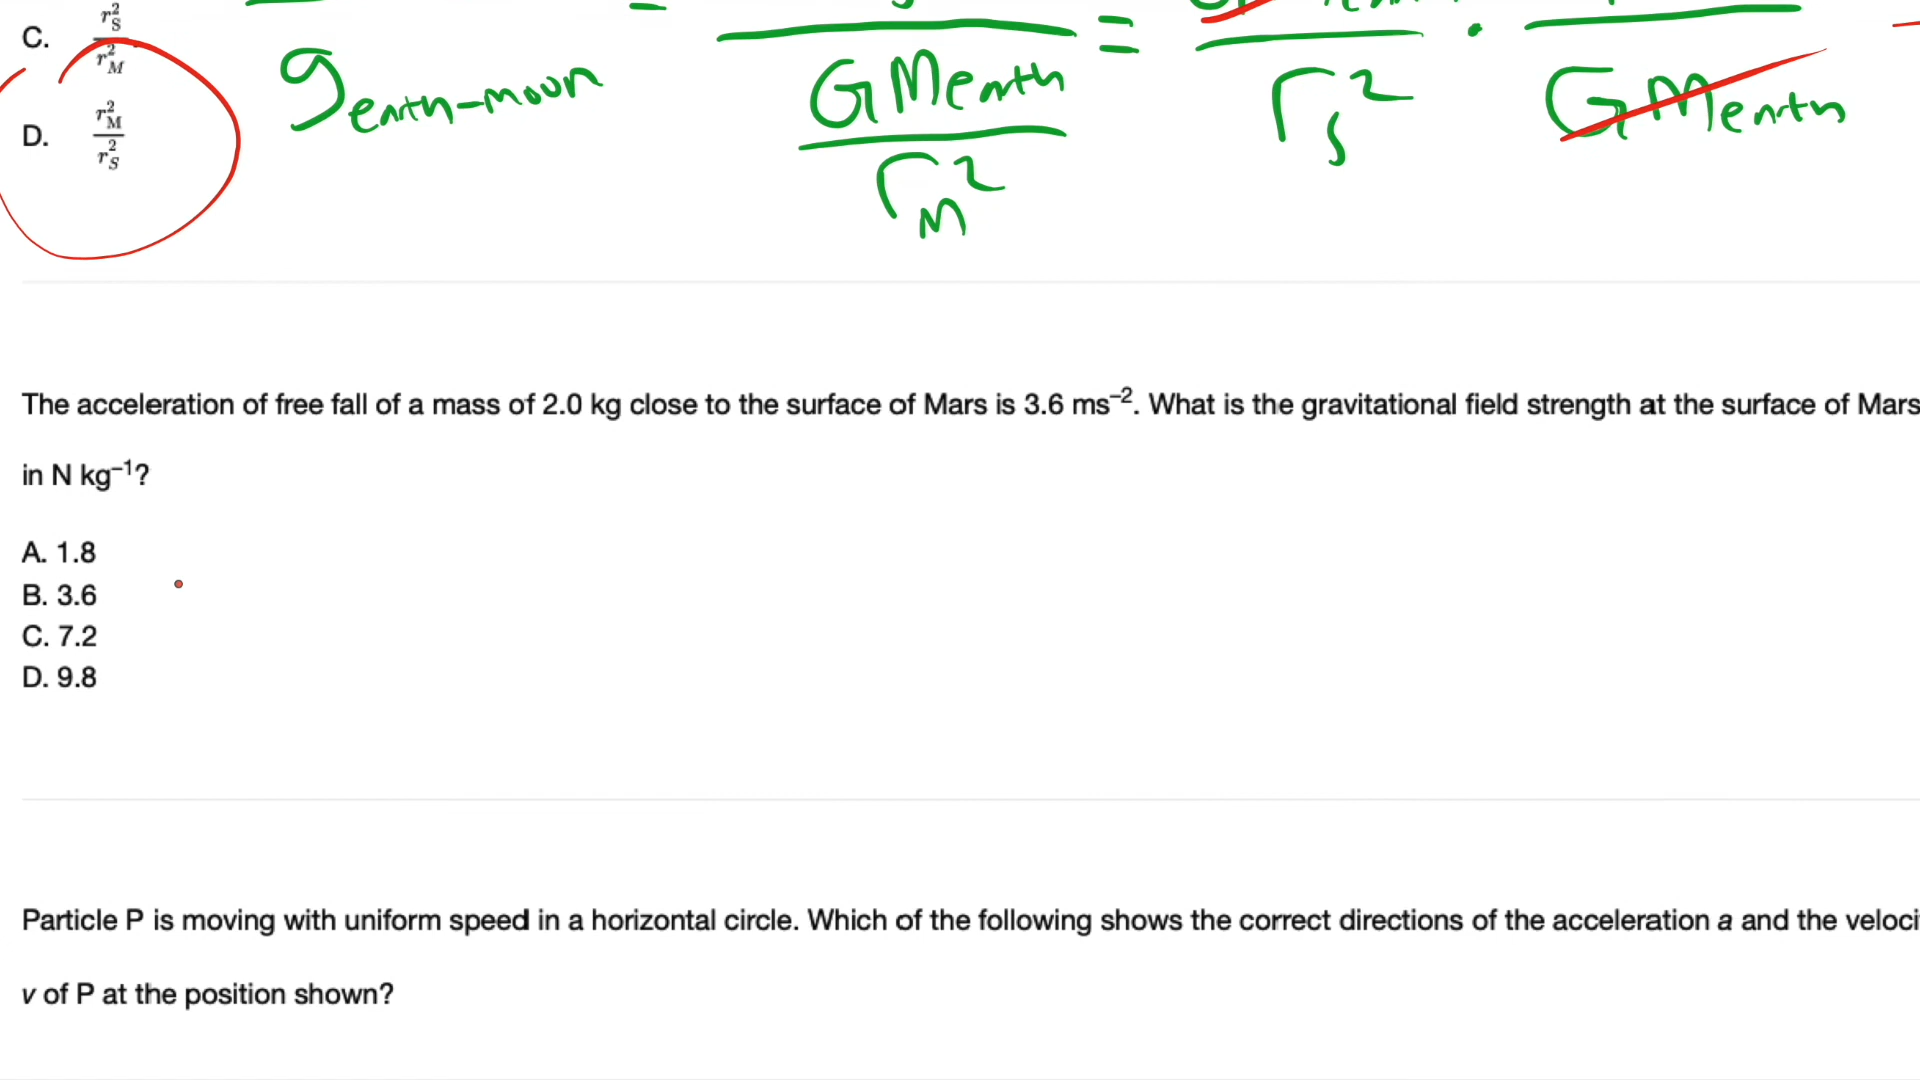 C. r²S / r²M
D. r²M / r²S
gearth-moon
GMearth / rM²
=
rs²
·
GMearth
The acceleration of free fall of a mass of 2.0 kg close to the surface of Mars is 3.6 ms⁻². What is the gravitational field strength at the surface of Mars
in N kg⁻¹?
A. 1.8
B. 3.6
C. 7.2
D. 9.8
Particle P is moving with uniform speed in a horizontal circle. Which of the following shows the correct directions of the acceleration a and the veloci
v of P at the position shown?